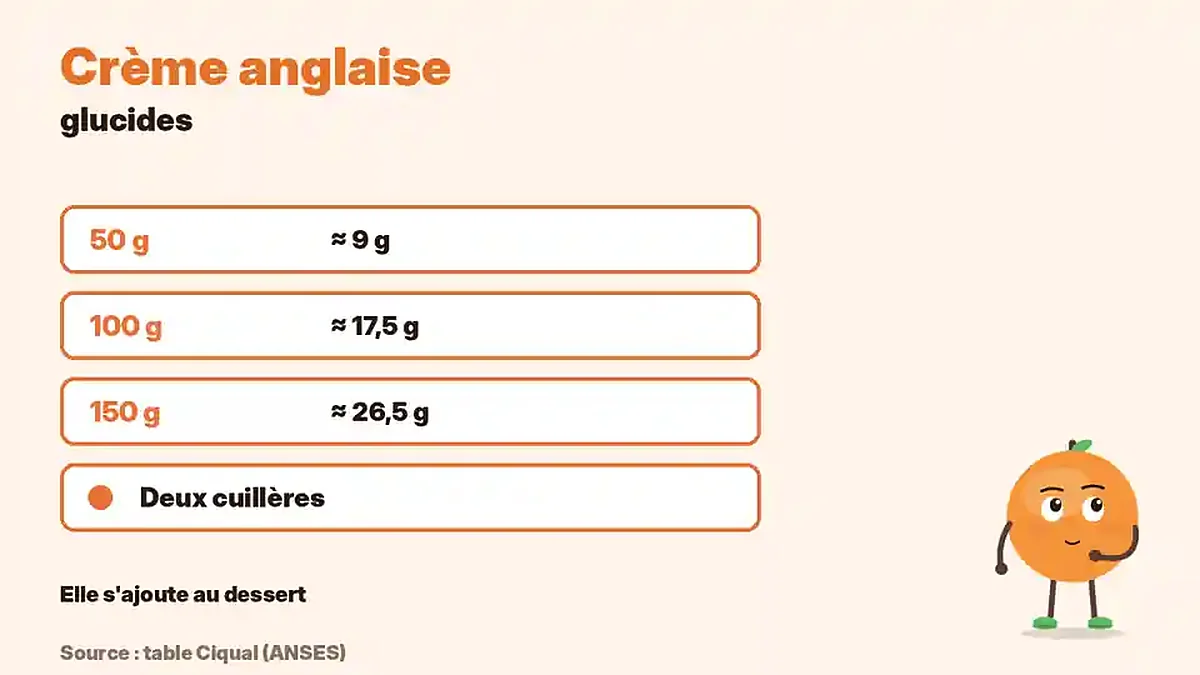 Crème anglaise
glucides
50 g ≈ 9 g
100 g ≈ 17,5 g
150 g ≈ 26,5 g
Deux cuillères
Elle s'ajoute au dessert
Source : table Ciqual (ANSES)